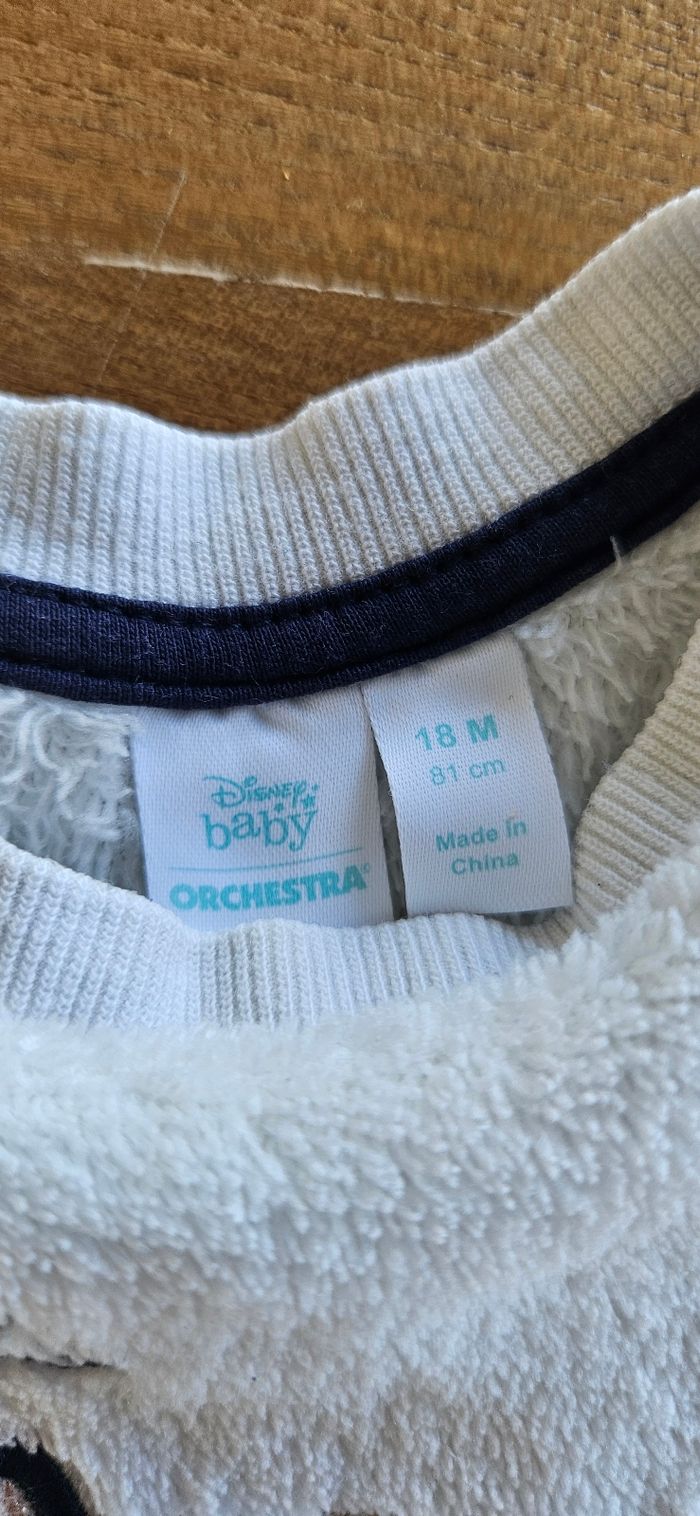 Disney
baby
ORCHESTRA®
18 M
81 cm
Made in
China